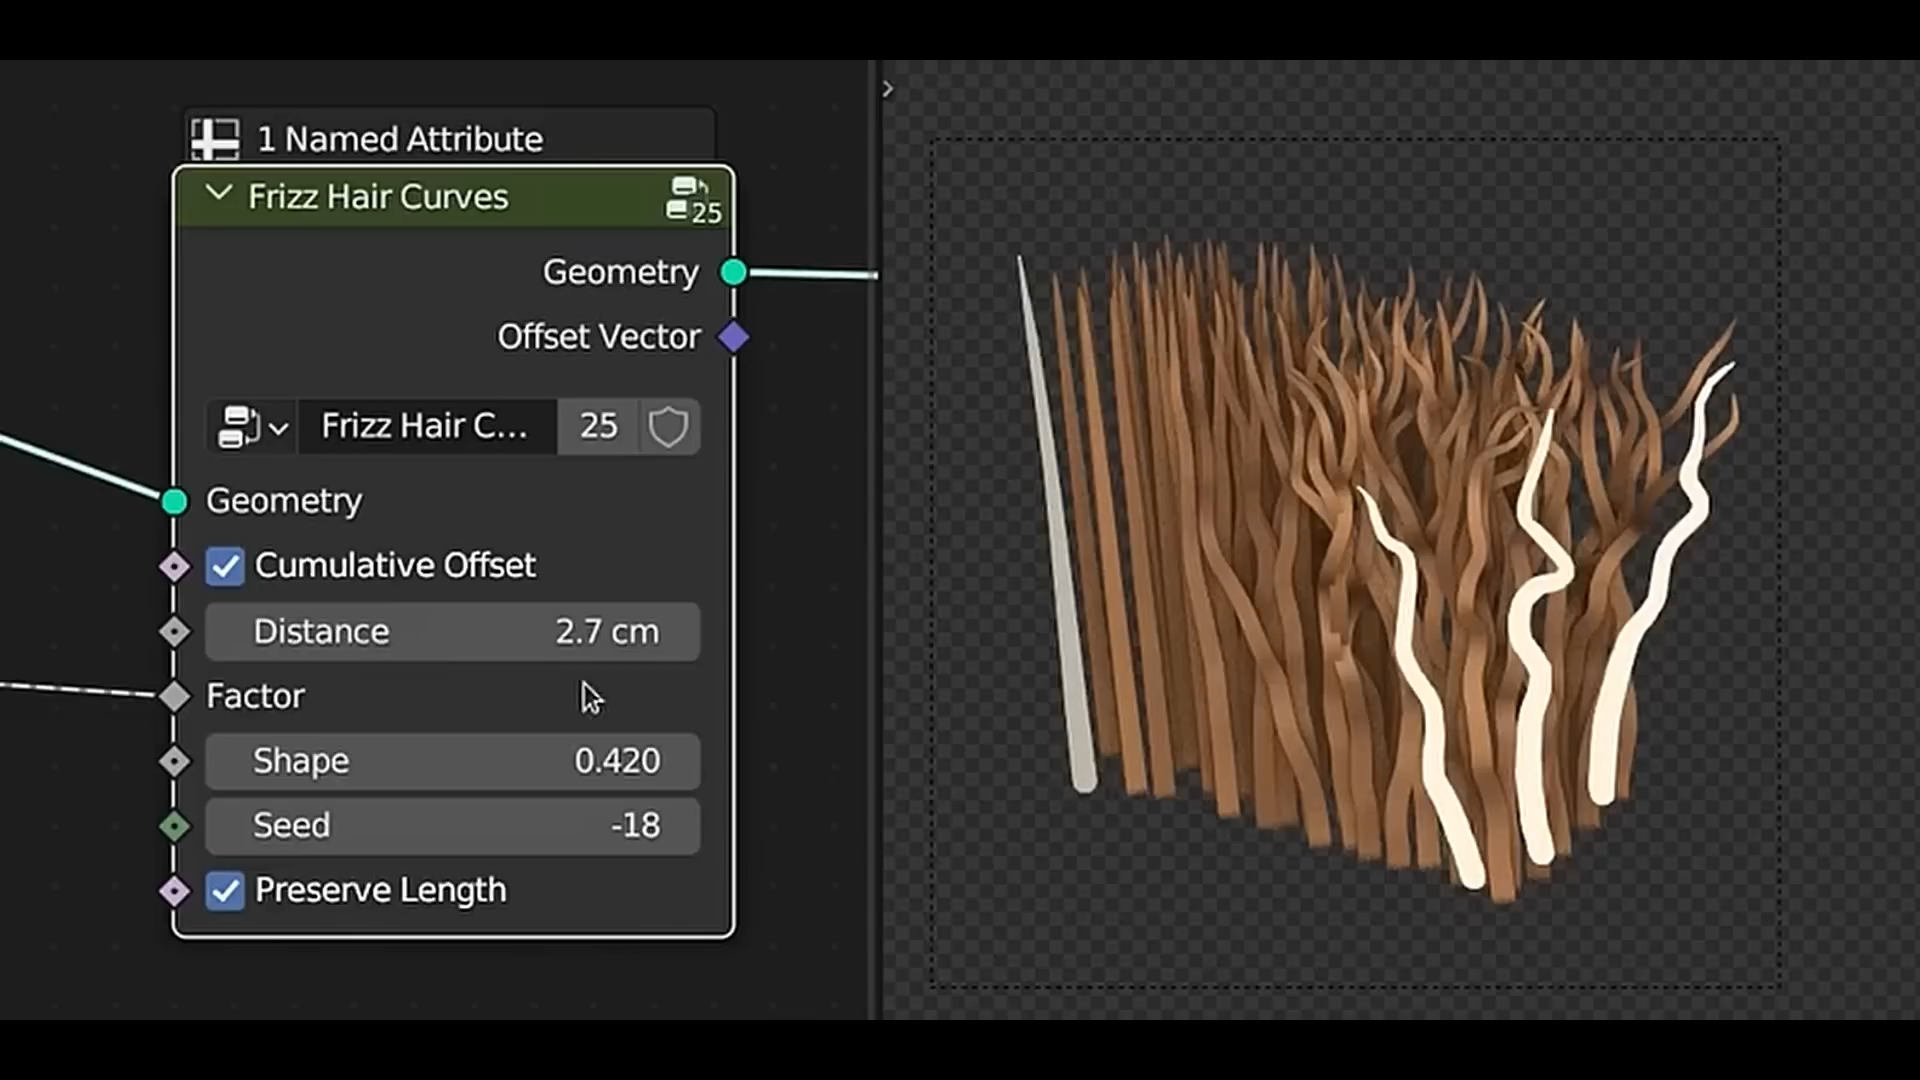 1 Named Attribute
Frizz Hair Curves
25
Geometry
Offset Vector
Frizz Hair C... 25
Geometry
Cumulative Offset
Distance 2.7 cm
Factor
Shape 0.420
Seed -18
Preserve Length